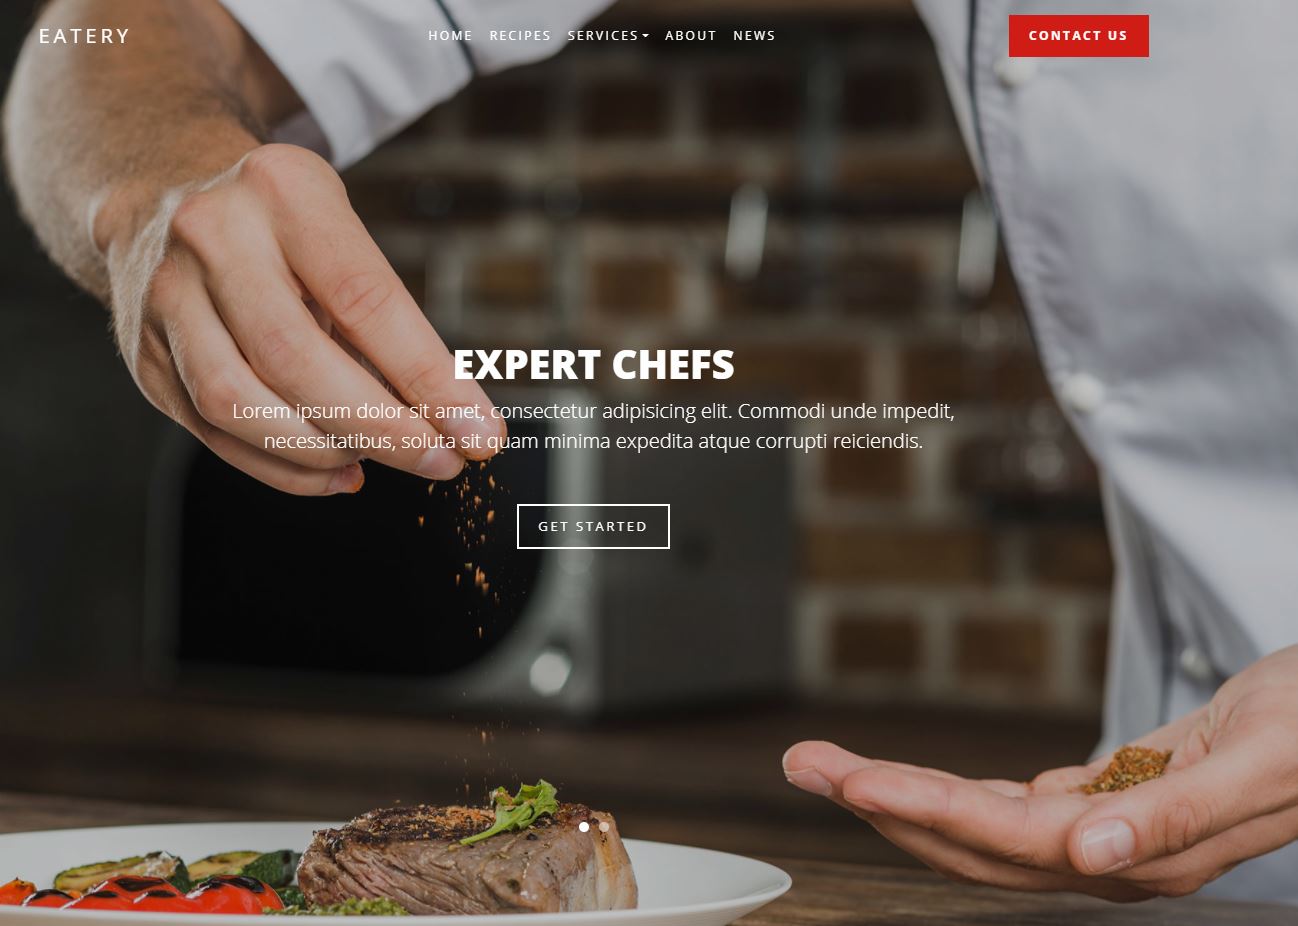 EATERY
HOME RECIPES SERVICES ABOUT NEWS
CONTACT US
EXPERT CHEFS
Lorem ipsum dolor sit amet, consectetur adipisicing elit. Commodi unde impedit,
necessitatibus, soluta sit quam minima expedita atque corrupti reiciendis.
GET STARTED